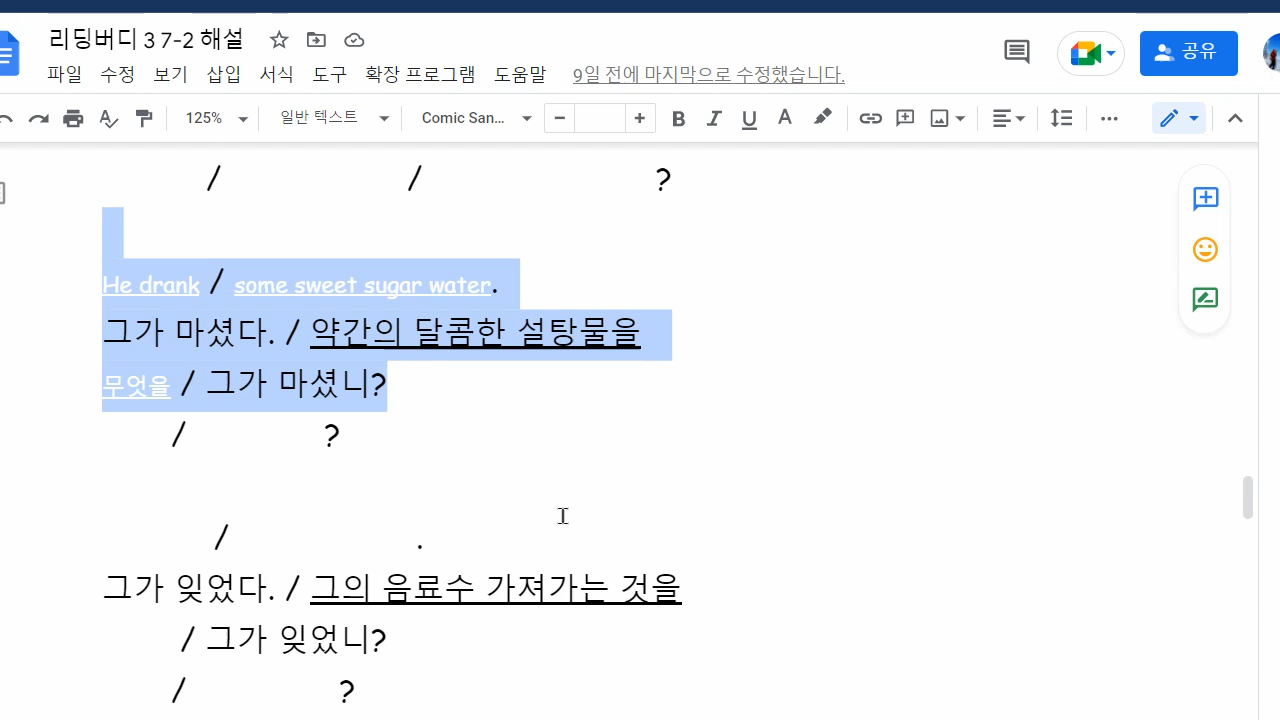 리딩버디 3 7-2 해설
파일 수정 보기 삽입 서식 도구 확장 프로그램 도움말 9일 전에 마지막으로 수정했습니다.
공유
125% 일반 텍스트 Comic San... B I U A
/ / ?
He drank / some sweet sugar water.
그가 마셨다. / 약간의 달콤한 설탕물을
무엇을 / 그가 마셨니?
/ ?
/ .
그가 잊었다. / 그의 음료수 가져가는 것을
/ 그가 잊었니?
/ ?